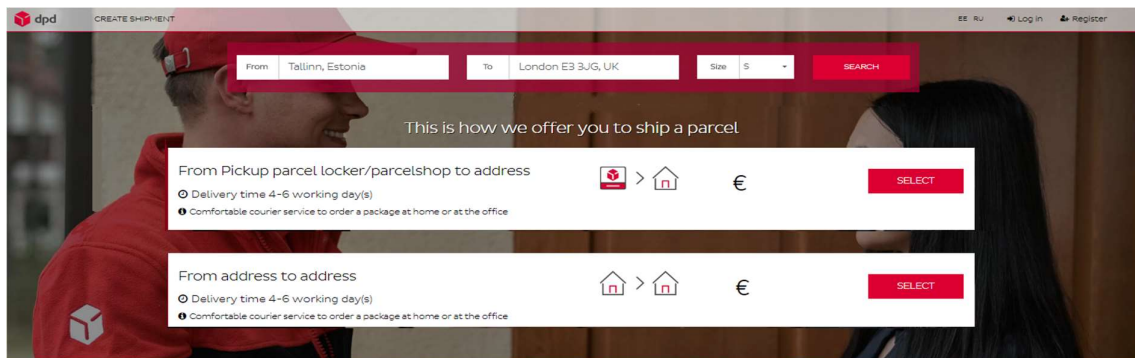 dpd CREATE SHIPMENT EE RU Log in Register
From Tallinn, Estonia To London E3 3JG, UK Size S SEARCH
This is how we offer you to ship a parcel
From Pickup parcel locker/parcelshop to address
Delivery time 4-6 working day(s)
Comfortable courier service to order a package at home or at the office
€
SELECT
From address to address
Delivery time 4-6 working day(s)
Comfortable courier service to order a package at home or at the office
€
SELECT